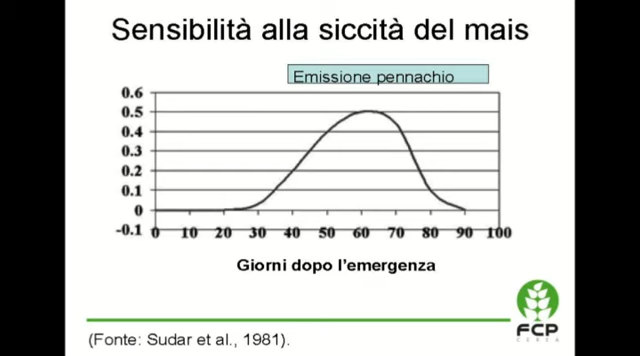 Sensibilità alla siccità del mais
Emissione pennachio
0.6
0.5
0.4
0.3
0.2
0.1
0
-0.1
0 10 20 30 40 50 60 70 80 90 100
Giorni dopo l'emergenza
FCP
CEREA
(Fonte: Sudar et al., 1981).